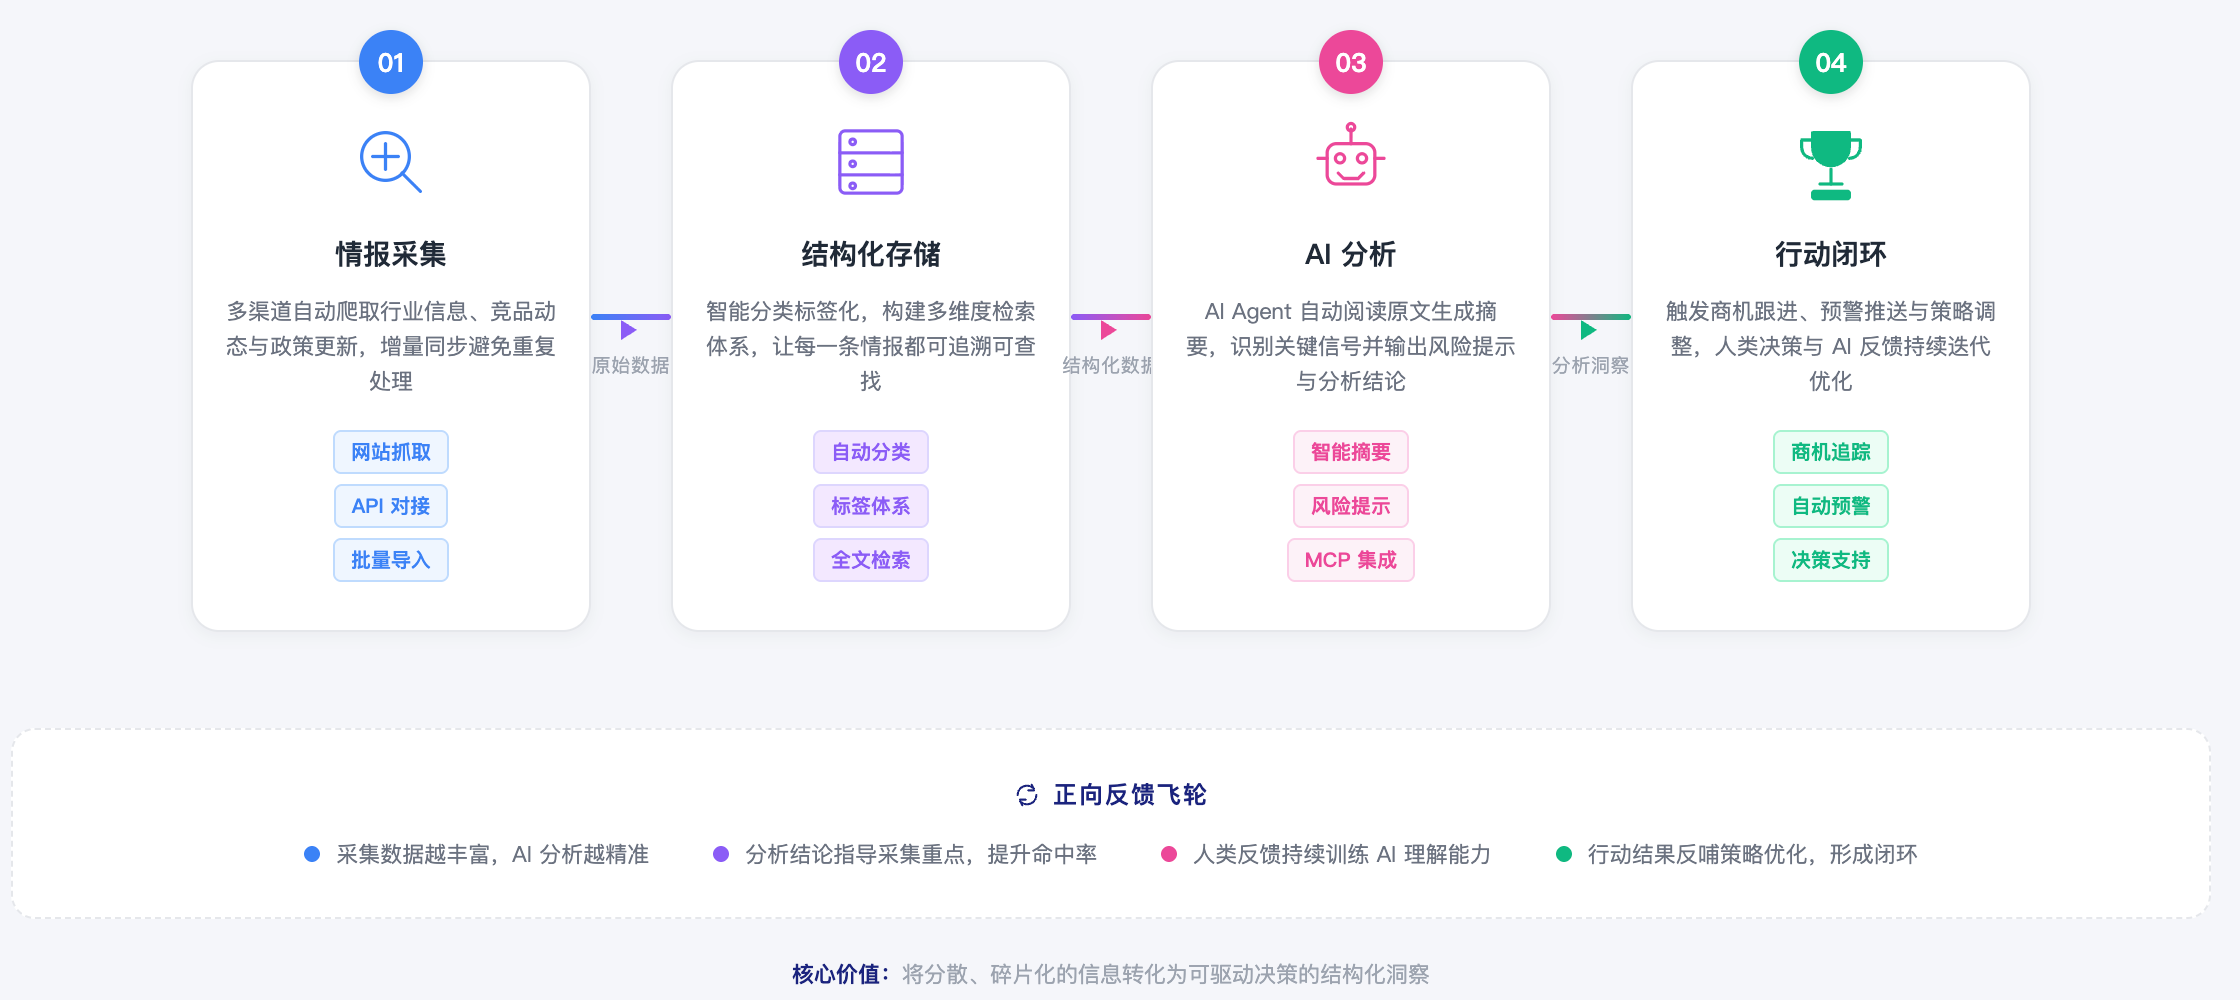 01
情报采集
多渠道自动爬取行业信息、竞品动
态与政策更新，增量同步避免重复
处理
网站抓取
API 对接
批量导入
原始数据
02
结构化存储
智能分类标签化，构建多维度检索
体系，让每一条情报都可追溯可查
找
自动分类
标签体系
全文检索
结构化数据
03
AI 分析
AI Agent 自动阅读原文生成摘
要，识别关键信号并输出风险提示
与分析结论
智能摘要
风险提示
MCP 集成
分析洞察
04
行动闭环
触发商机跟进、预警推送与策略调
整，人类决策与 AI 反馈持续迭代
优化
商机追踪
自动预警
决策支持
正向反馈飞轮
采集数据越丰富，AI 分析越精准
分析结论指导采集重点，提升命中率
人类反馈持续训练 AI 理解能力
行动结果反哺策略优化，形成闭环
核心价值：将分散、碎片化的信息转化为可驱动决策的结构化洞察